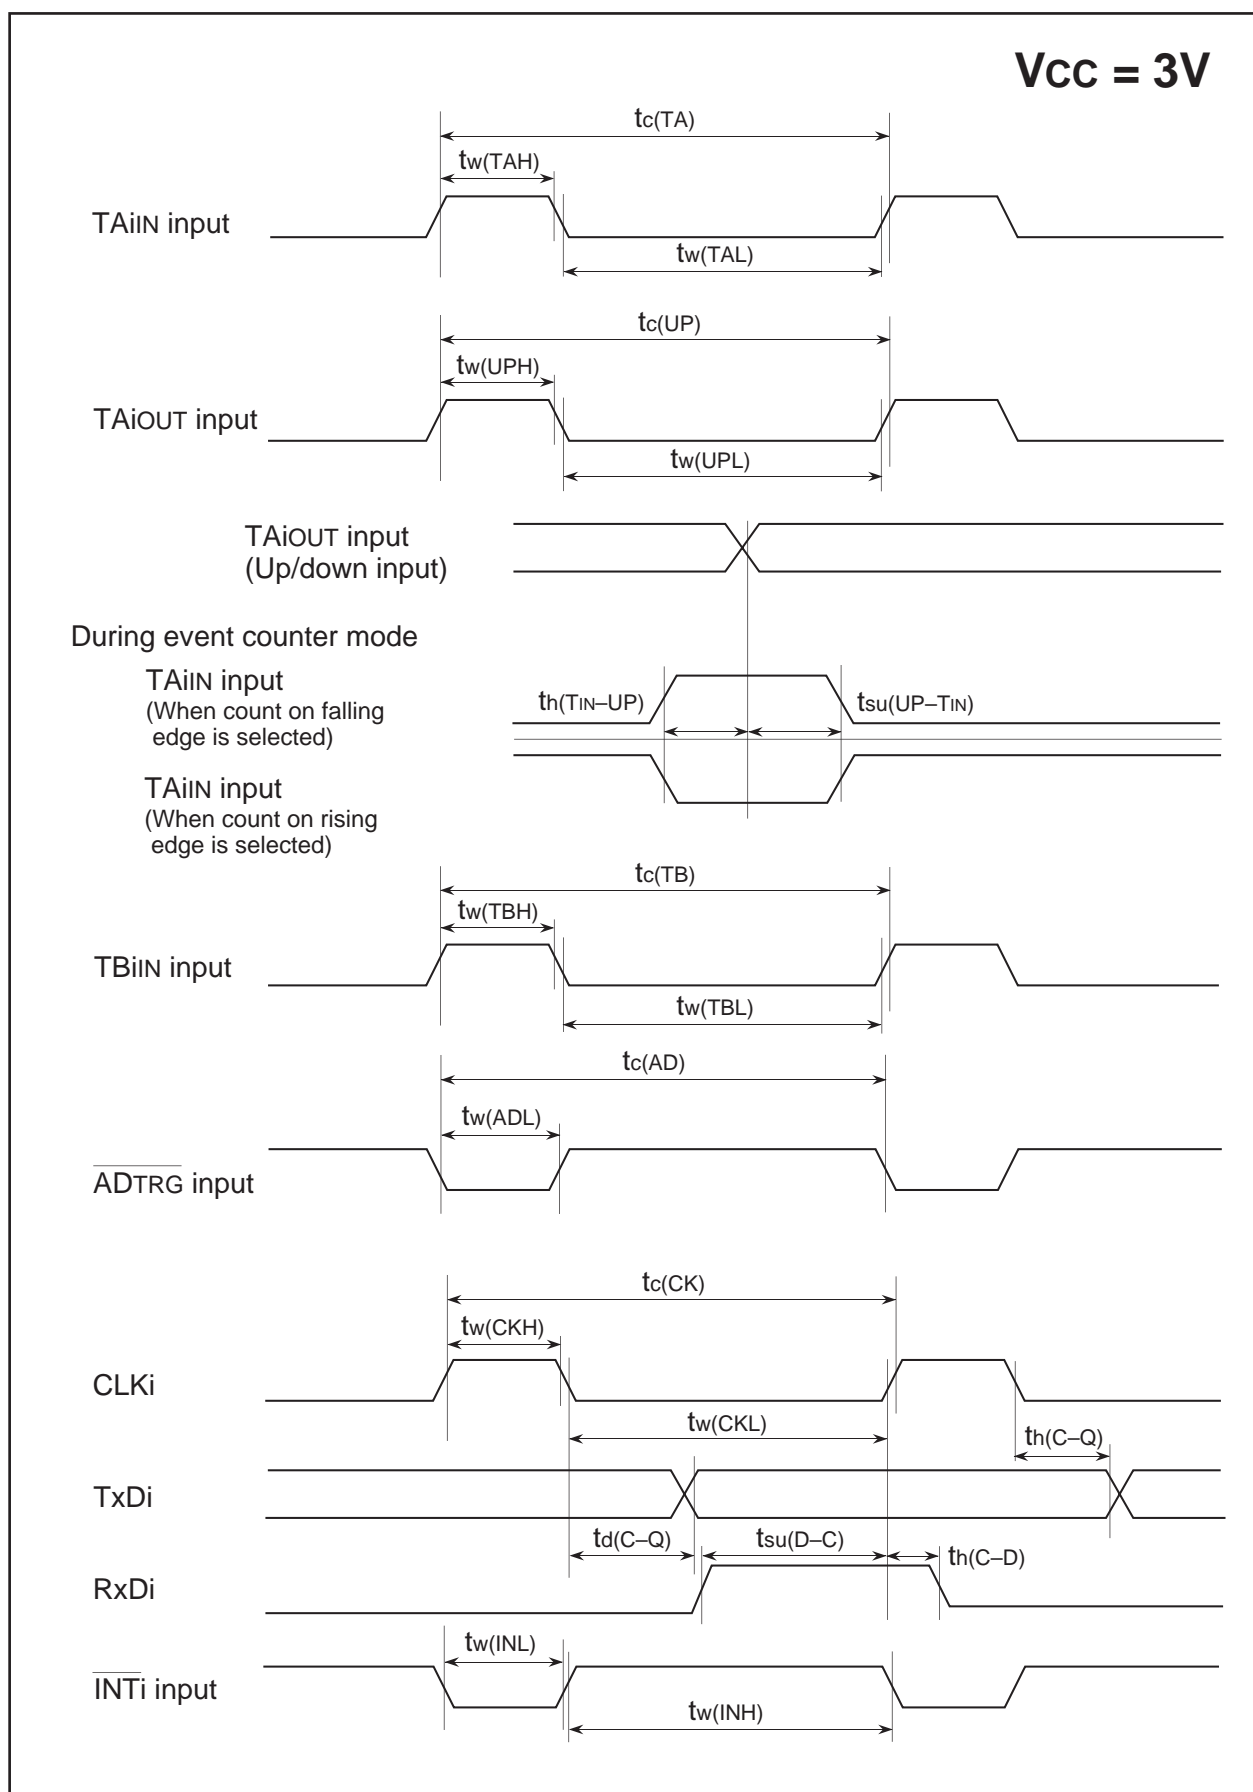 VCC = 3V
tc(TA)
tw(TAH)
TAiIN input
tw(TAL)
tc(UP)
tw(UPH)
TAiOUT input
tw(UPL)
TAiOUT input
(Up/down input)
During event counter mode
TAiIN input
(When count on falling
edge is selected)
th(TIN–UP)
tsu(UP–TIN)
TAiIN input
(When count on rising
edge is selected)
tc(TB)
tw(TBH)
TBiIN input
tw(TBL)
tc(AD)
tw(ADL)
ADTRG input
tc(CK)
tw(CKH)
CLKi
tw(CKL)
th(C–Q)
TxDi
td(C–Q)
tsu(D–C)
th(C–D)
RxDi
tw(INL)
INTi input
tw(INH)